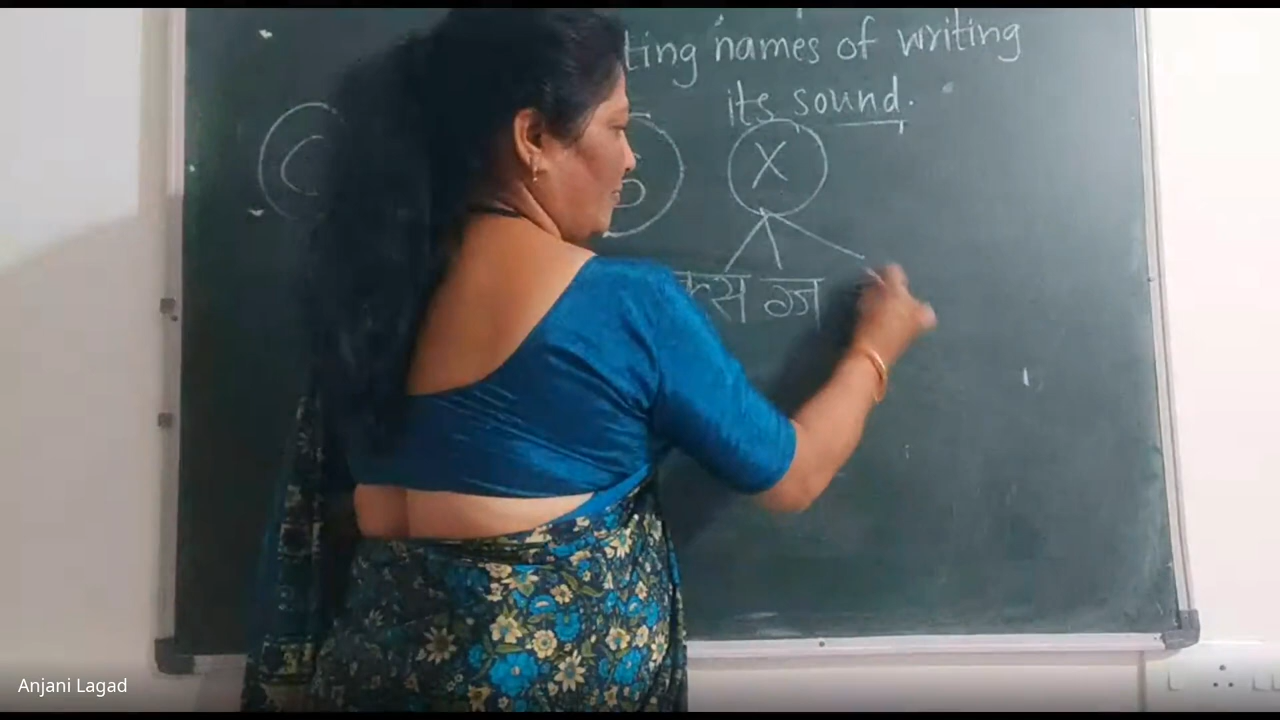 ting names of writing
its sound.
C X
क्स ग्ज
Anjani Lagad